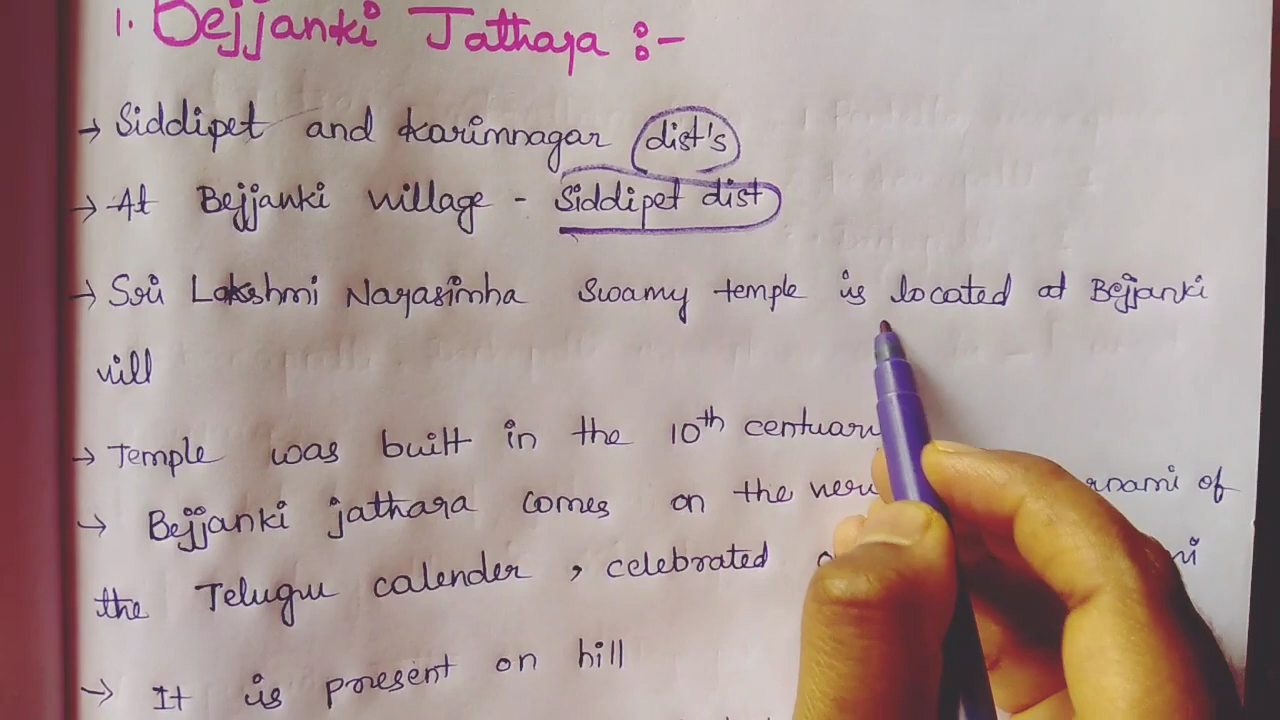 1. Bejjanki Jathara :-
→ Siddipet and Karimnagar dist's
→ At Bejjanki village - Siddipet dist
→ Sri Lakshmi Narasimha Swamy temple is located at Bejjanki
vill
→ Temple was built in the 10th
→ Bejjanki jathara comes on the new
the Telugu calender, celebrated
→ It is present on hill